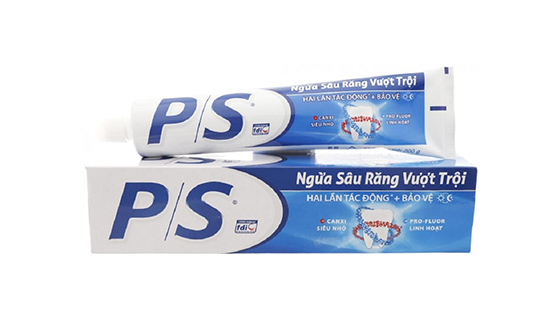 P/S
fdi
Ngừa Sâu Răng Vượt Trội
HAI LẦN TÁC ĐỘNG + BẢO VỆ
CANXI
SIÊU NHỎ
PRO-FLUOR
LINH HOẠT
P/S
fdi
Ngừa Sâu Răng Vượt Trội
HAI LẦN TÁC ĐỘNG + BẢO VỆ
CANXI
SIÊU NHỎ
PRO-FLUOR
LINH HOẠT